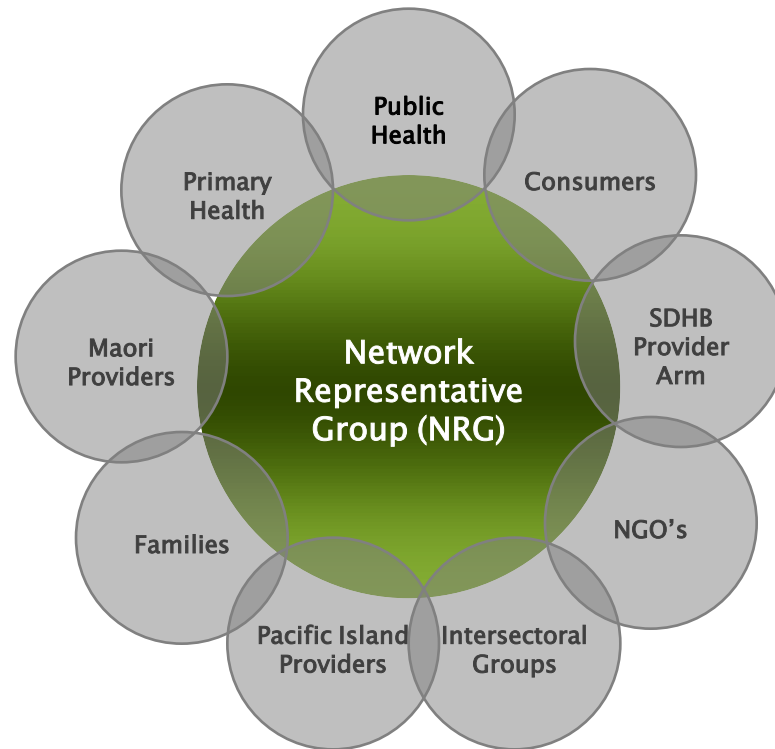 Public
Health
Primary
Health
Consumers
SDHB
Provider
Arm
Maori
Providers
Network
Representative
Group (NRG)
NGO’s
Families
Pacific Island
Providers
Intersectoral
Groups